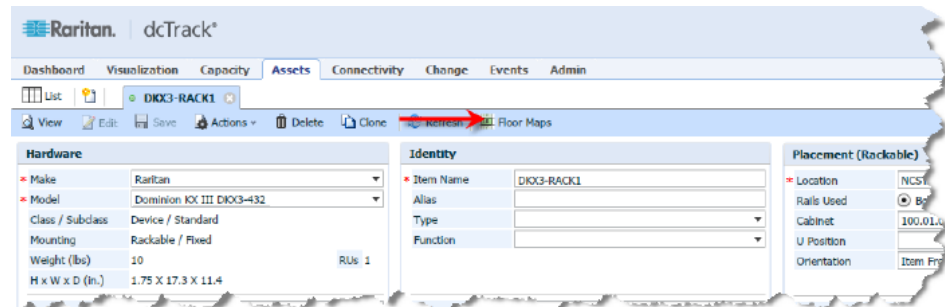 Raritan. dcTrack®
Dashboard Visualization Capacity Assets Connectivity Change Events Admin
List DKX3-RACK1
View Edit Save Actions Delete Clone Refresh Floor Maps
Hardware
* Make Raritan
* Model Dominion KX III DKX3-432
Class / Subclass Device / Standard
Mounting Rackable / Fixed
Weight (lbs) 10 RUs 1
H x W x D (in.) 1.75 X 17.3 X 11.4
Identity
* Item Name DKX3-RACK1
Alias
Type
Function
Placement (Rackable)
* Location
Rails Used
Cabinet
U Position
Orientation Item